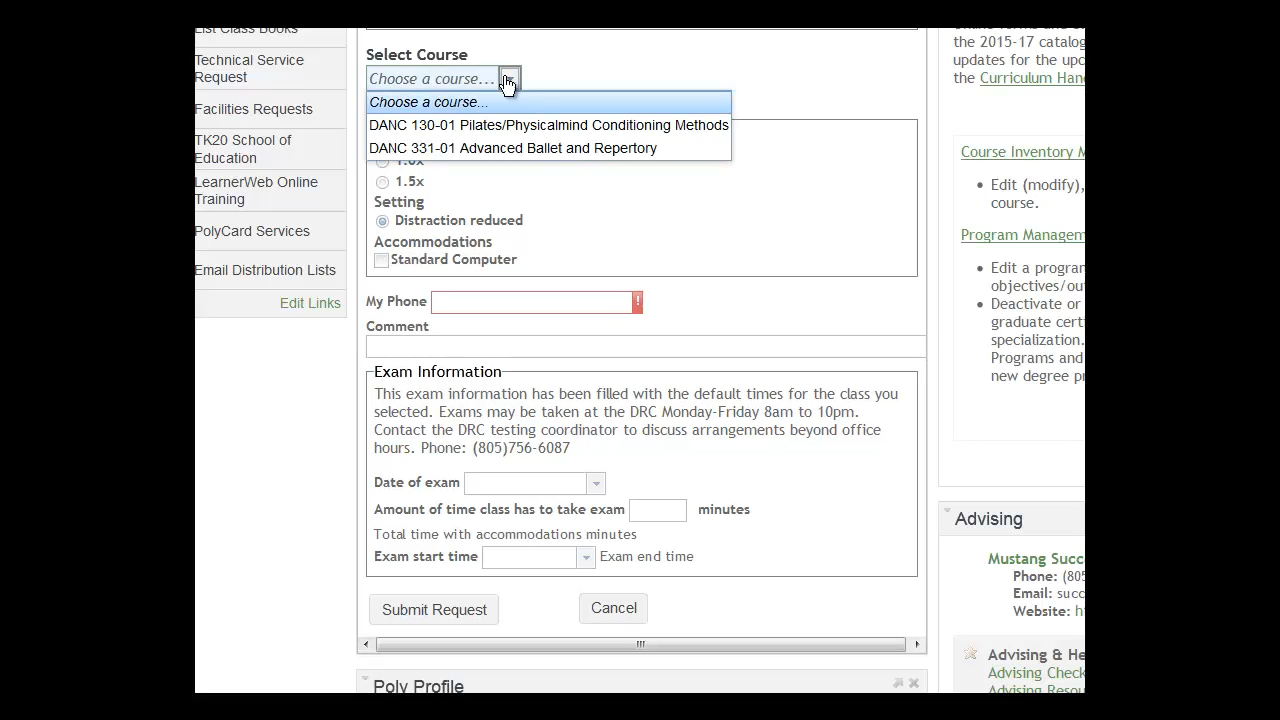 List Class Books
Technical Service
Request
Facilities Requests
TK20 School of
Education
LearnerWeb Online
Training
PolyCard Services
Email Distribution Lists
Edit Links
Select Course
Choose a course...
Choose a course...
DANC 130-01 Pilates/Physicalmind Conditioning Methods
DANC 331-01 Advanced Ballet and Repertory
1.5x
Setting
Distraction reduced
Accommodations
Standard Computer
My Phone
!
Comment
Exam Information
This exam information has been filled with the default times for the class you
selected. Exams may be taken at the DRC Monday-Friday 8am to 10pm.
Contact the DRC testing coordinator to discuss arrangements beyond office
hours. Phone: (805)756-6087
Date of exam
Amount of time class has to take exam minutes
Total time with accommodations minutes
Exam start time Exam end time
Submit Request Cancel
Poly Profile
the 2015-17 catalog
updates for the upc
the Curriculum Han
Course Inventory M
• Edit (modify),
course.
Program Managem
• Edit a program
objectives/ou
• Deactivate or
graduate cert
specialization.
Programs and
new degree pr
Advising
Mustang Succ
Phone: (805
Email: succ
Website: h
Advising & He
Advising Check
Advising Resou